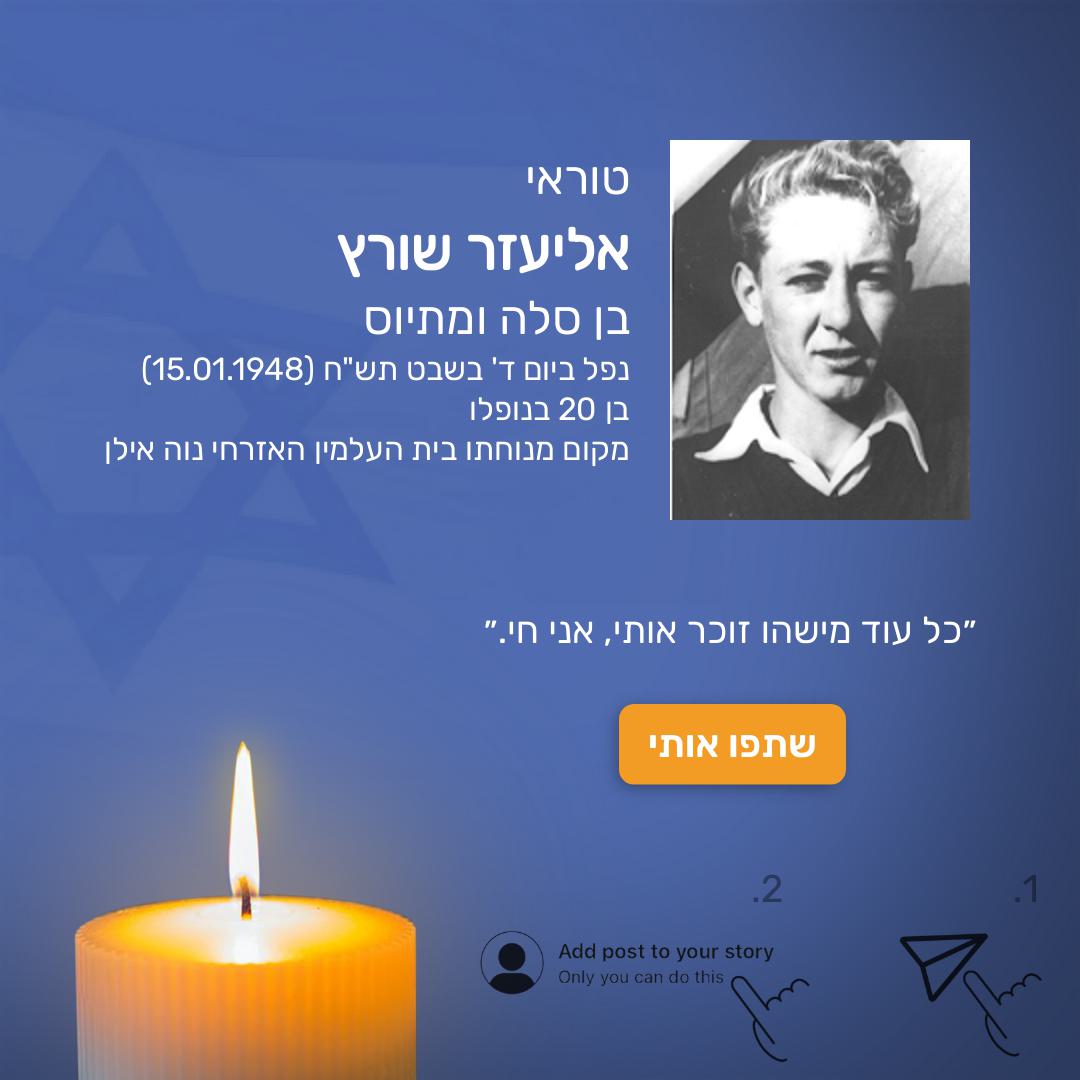 טוראי
אליעזר שורץ
בן סלה ומתיוס
נפל ביום ד' בשבט תש"ח (15.01.1948)
בן 20 בנופלו
מקום מנוחתו בית העלמין האזרחי נוה אילן
״כל עוד מישהו זוכר אותי, אני חי.״
שתפו אותי
1.
2.
Add post to your story
Only you can do this